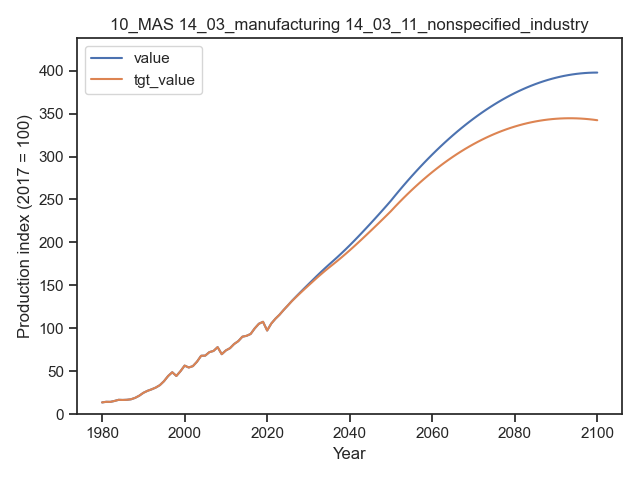 10_MAS 14_03_manufacturing 14_03_11_nonspecified_industry
value
tgt_value
Production index (2017 = 100)
400
350
300
250
200
150
100
50
0
1980 2000 2020 2040 2060 2080 2100
Year